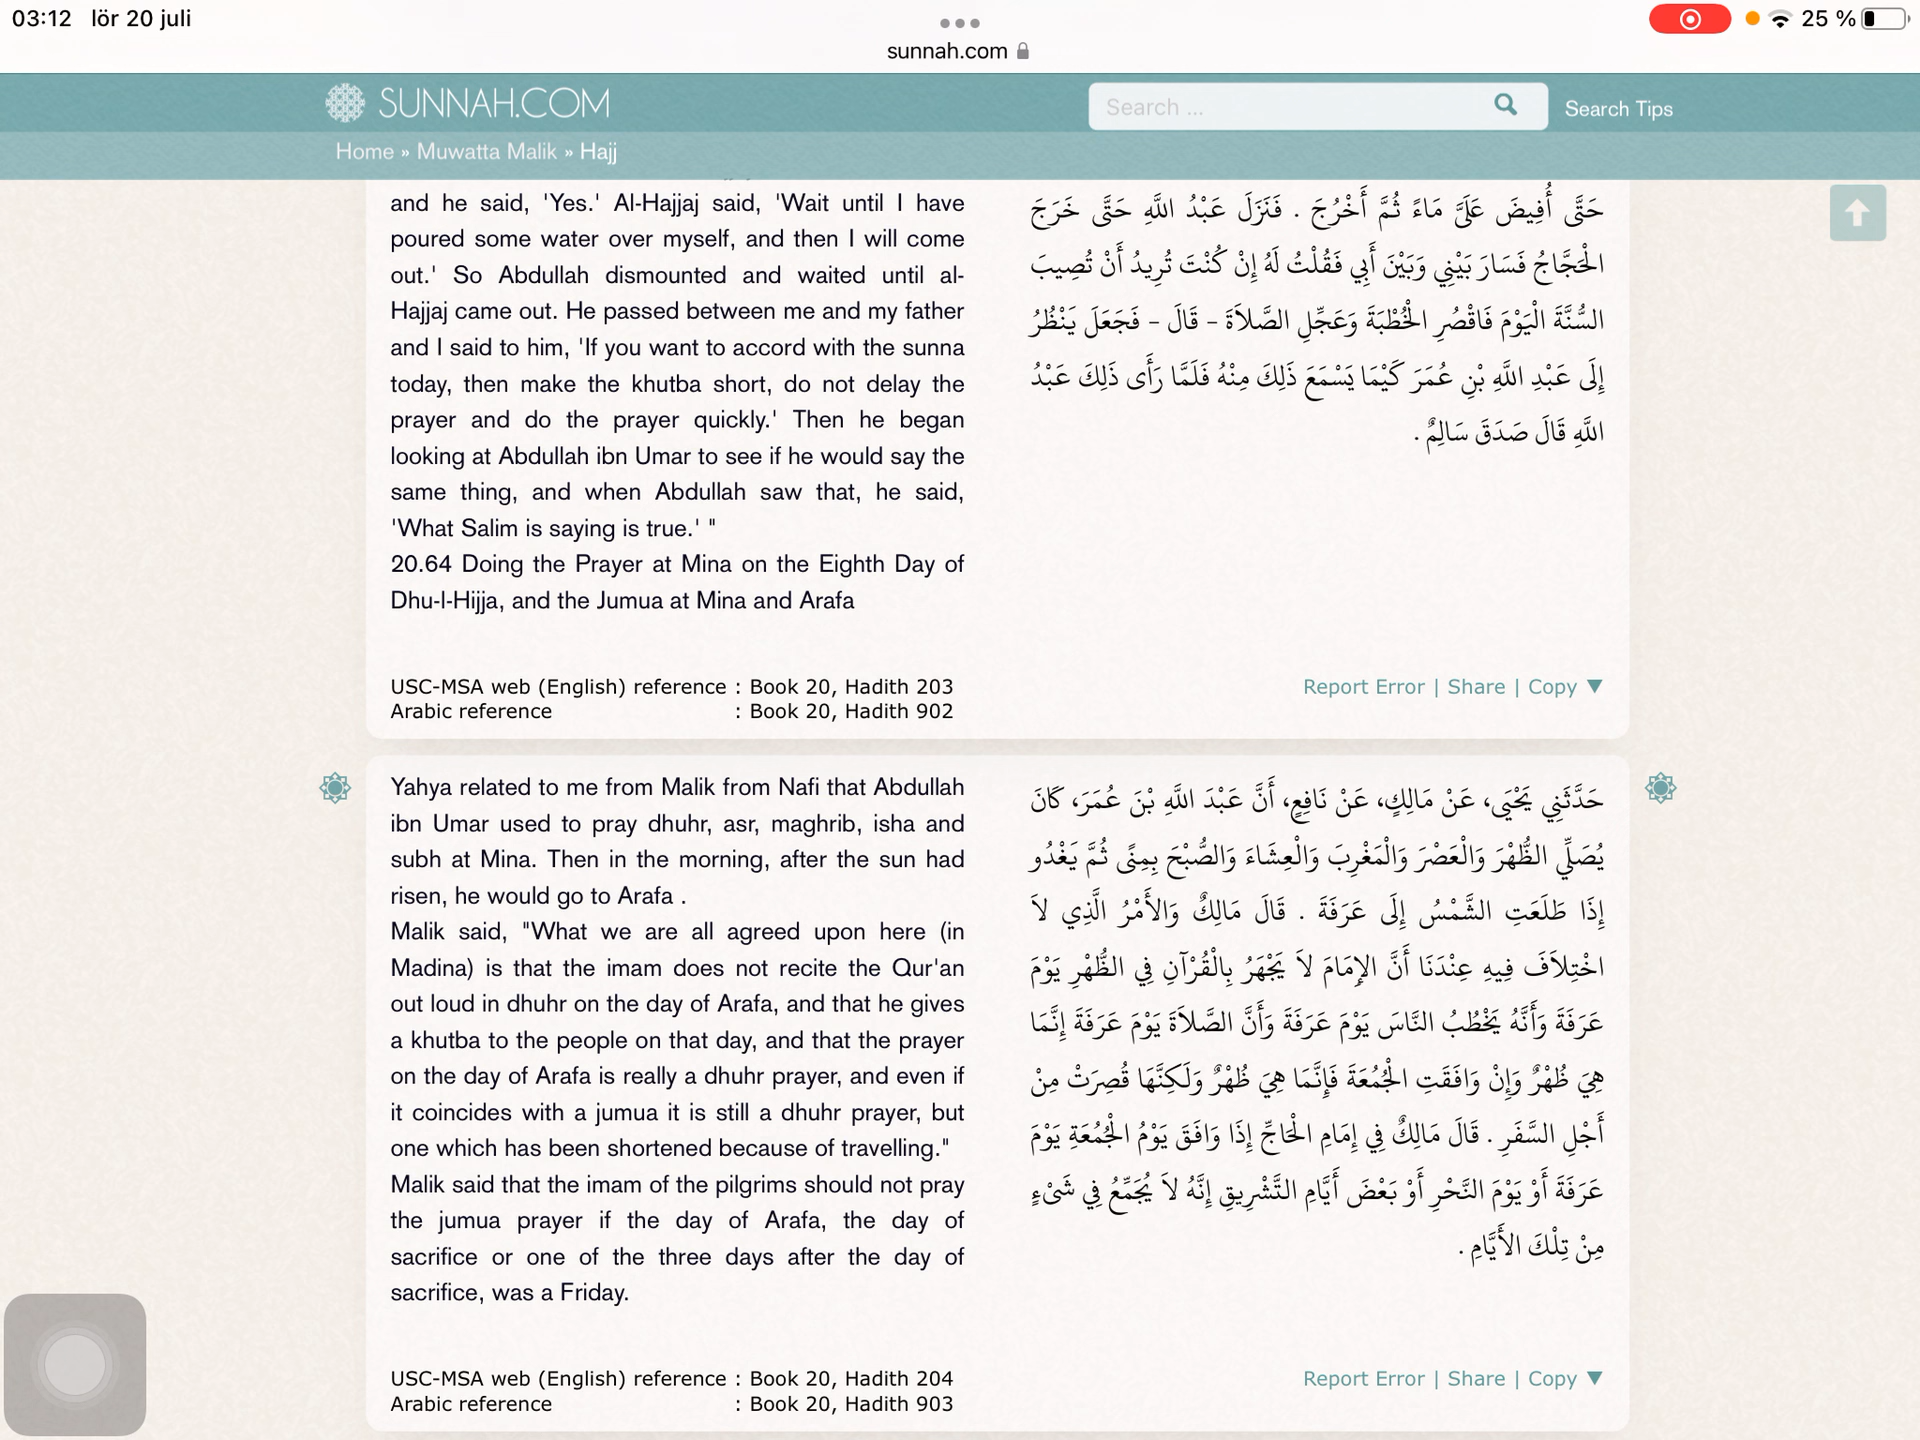 03:12 lör 20 juli
25 %
sunnah.com
SUNNAH.COM
Search ...
Search Tips
Home » Muwatta Malik » Hajj
and he said, 'Yes.' Al-Hajjaj said, 'Wait until I have
poured some water over myself, and then I will come
out.' So Abdullah dismounted and waited until al-
Hajjaj came out. He passed between me and my father
and I said to him, 'If you want to accord with the sunna
today, then make the khutba short, do not delay the
prayer and do the prayer quickly.' Then he began
looking at Abdullah ibn Umar to see if he would say the
same thing, and when Abdullah saw that, he said,
'What Salim is saying is true.' "
20.64 Doing the Prayer at Mina on the Eighth Day of
Dhu-l-Hijja, and the Jumua at Mina and Arafa
حَتَّى أُفِيضَ عَلَىَّ مَاءً ثُمَّ أَخْرُجَ . فَنَزَلَ عَبْدُ اللَّهِ حَتَّى خَرَجَ
الْحَجَّاجُ فَسَارَ بَيْنِي وَبَيْنَ أَبِي فَقُلْتُ لَهُ إِنْ كُنْتَ تُرِيدُ أَنْ تُصِيبَ
السُّنَّةَ الْيَوْمَ فَاقْصُرِ الْخُطْبَةَ وَعَجِّلِ الصَّلاَةَ - قَالَ - فَجَعَلَ يَنْظُرُ
إِلَى عَبْدِ اللَّهِ بْنِ عُمَرَ كَيْمَا يَسْمَعَ ذَلِكَ مِنْهُ فَلَمَّا رَأَى ذَلِكَ عَبْدُ
اللَّهِ قَالَ صَدَقَ سَالِمٌ .
USC-MSA web (English) reference : Book 20, Hadith 203
Arabic reference : Book 20, Hadith 902
Report Error | Share | Copy ▼
Yahya related to me from Malik from Nafi that Abdullah
ibn Umar used to pray dhuhr, asr, maghrib, isha and
subh at Mina. Then in the morning, after the sun had
risen, he would go to Arafa .
Malik said, "What we are all agreed upon here (in
Madina) is that the imam does not recite the Qur'an
out loud in dhuhr on the day of Arafa, and that he gives
a khutba to the people on that day, and that the prayer
on the day of Arafa is really a dhuhr prayer, and even if
it coincides with a jumua it is still a dhuhr prayer, but
one which has been shortened because of travelling."
Malik said that the imam of the pilgrims should not pray
the jumua prayer if the day of Arafa, the day of
sacrifice or one of the three days after the day of
sacrifice, was a Friday.
حَدَّثَنِي يَحْيَى، عَنْ مَالِكٍ، عَنْ نَافِعٍ، أَنَّ عَبْدَ اللَّهِ بْنَ عُمَرَ، كَانَ
يُصَلِّي الظُّهْرَ وَالْعَصْرَ وَالْمَغْرِبَ وَالْعِشَاءَ وَالصُّبْحَ بِمِنًى ثُمَّ يَغْدُو
إِذَا طَلَعَتِ الشَّمْسُ إِلَى عَرَفَةَ . قَالَ مَالِكٌ وَالأَمْرُ الَّذِي لاَ
اخْتِلاَفَ فِيهِ عِنْدَنَا أَنَّ الإِمَامَ لاَ يَجْهَرُ بِالْقُرْآنِ فِي الظُّهْرِ يَوْمَ
عَرَفَةَ وَأَنَّهُ يَخْطُبُ النَّاسَ يَوْمَ عَرَفَةَ وَأَنَّ الصَّلاَةَ يَوْمَ عَرَفَةَ إِنَّمَا
هِيَ ظُهْرٌ وَإِنْ وَافَقَتِ الْجُمُعَةَ فَإِنَّمَا هِيَ ظُهْرٌ وَلَكِنَّهَا قُصِرَتْ مِنْ
أَجْلِ السَّفَرِ . قَالَ مَالِكٌ فِي إِمَامِ الْحَاجِّ إِذَا وَافَقَ يَوْمُ الْجُمُعَةِ يَوْمَ
عَرَفَةَ أَوْ يَوْمَ النَّحْرِ أَوْ بَعْضَ أَيَّامِ التَّشْرِيقِ إِنَّهُ لاَ يُجَمِّعُ فِي شَىْءٍ
مِنْ تِلْكَ الأَيَّامِ .
USC-MSA web (English) reference : Book 20, Hadith 204
Arabic reference : Book 20, Hadith 903
Report Error | Share | Copy ▼